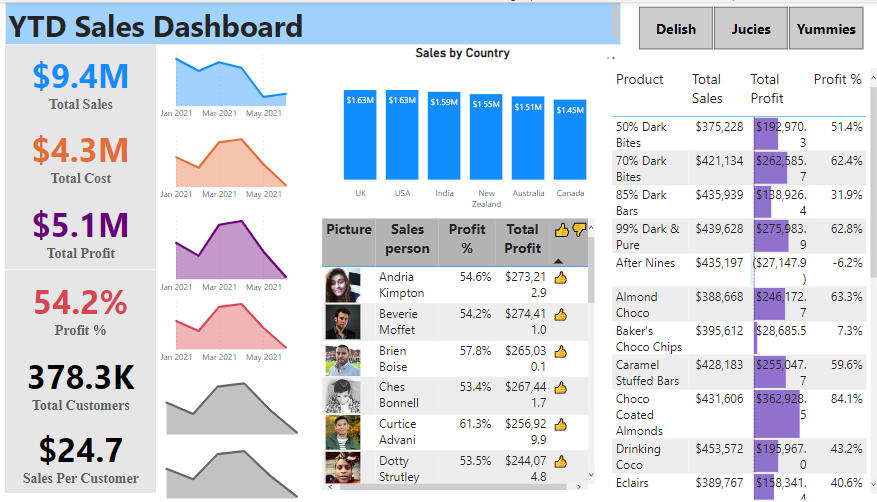 YTD Sales Dashboard
Delish
Jucies
Yummies
$9.4M
Total Sales
$4.3M
Total Cost
$5.1M
Total Profit
54.2%
Profit %
378.3K
Total Customers
$24.7
Sales Per Customer
Jan 2021 Mar 2021 May 2021
Jan 2021 Mar 2021 May 2021
Jan 2021 Mar 2021 May 2021
Jan 2021 Mar 2021 May 2021
Sales by Country
$1.63M $1.63M $1.59M $1.55M $1.51M $1.45M
UK USA India New Australia Canada
Zealand
Picture Sales Profit Total
person % Profit
Andria 54.6% $273,21
Kimpton 2.9
Beverie 54.2% $274,41
Moffet 1.0
Brien 57.8% $265,03
Boise 0.1
Ches 53.4% $267,44
Bonnell 1.7
Curtice 61.3% $256,92
Advani 9.9
Dotty 53.5% $244,07
Strutley 4.8
Product Total Total Profit %
Sales Profit
50% Dark $375,228 $192,970. 51.4%
Bites 3
70% Dark $421,134 $262,585. 62.4%
Bites 7
85% Dark $435,939 $138,926. 31.9%
Bars 4
99% Dark & $439,628 $275,983. 62.8%
Pure 9
After Nines $435,197 ($27,147.9 -6.2%
)
Almond $388,668 $246,172. 63.3%
Choco 7
Baker's $395,612 $28,685.5 7.3%
Choco Chips
Caramel $428,183 $255,047. 59.6%
Stuffed Bars 7
Choco $431,606 $362,928. 84.1%
Coated 5
Almonds
Drinking $453,572 $195,967. 43.2%
Coco 0
Eclairs $389,767 $158,341. 40.6%